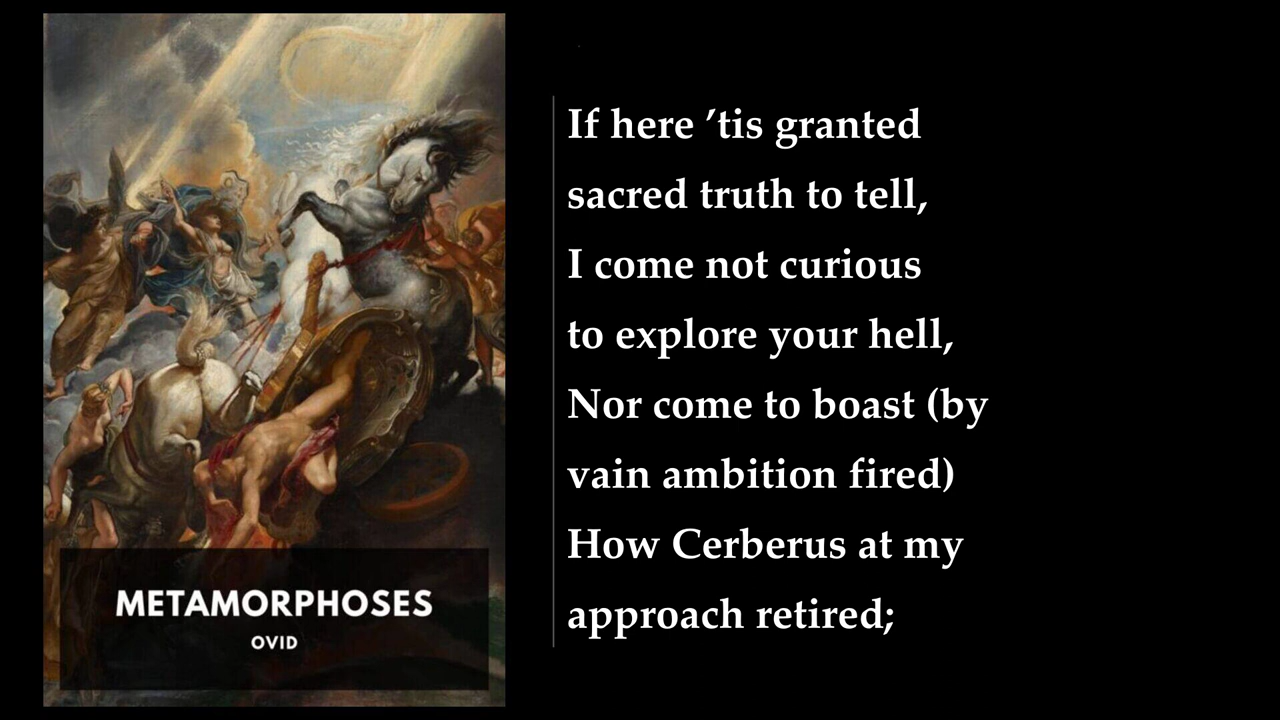 METAMORPHOSES
OVID
If here ’tis granted
sacred truth to tell,
I come not curious
to explore your hell,
Nor come to boast (by
vain ambition fired)
How Cerberus at my
approach retired;